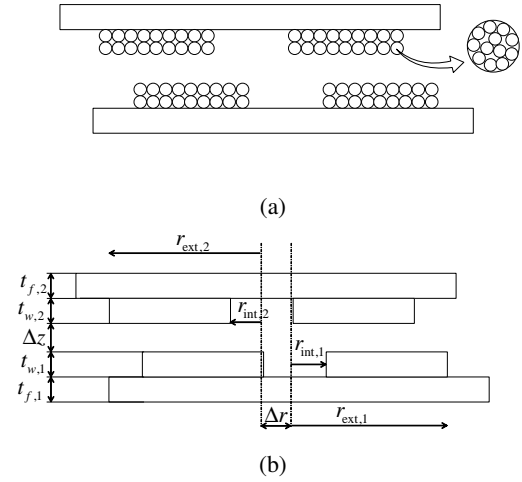 (a)
r_ext,2
t_f,2
t_w,2
r_int,2
Δz
r_int,1
t_w,1
t_f,1
Δr
r_ext,1
(b)